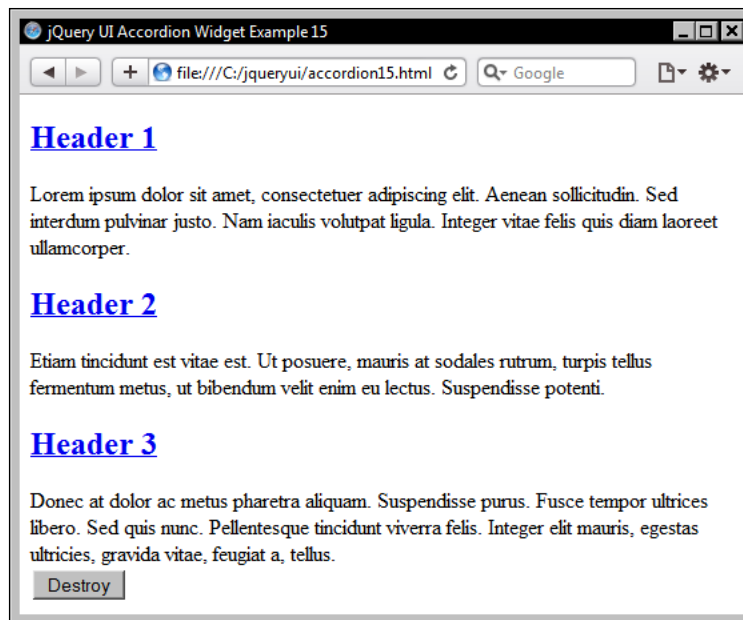 jQuery UI Accordion Widget Example 15
file:///C:/jqueryui/accordion15.html
Google
Header 1
Lorem ipsum dolor sit amet, consectetuer adipiscing elit. Aenean sollicitudin. Sed
interdum pulvinar justo. Nam iaculis volutpat ligula. Integer vitae felis quis diam laoreet
ullamcorper.
Header 2
Etiam tincidunt est vitae est. Ut posuere, mauris at sodales rutrum, turpis tellus
fermentum metus, ut bibendum velit enim eu lectus. Suspendisse potenti.
Header 3
Donec at dolor ac metus pharetra aliquam. Suspendisse purus. Fusce tempor ultrices
libero. Sed quis nunc. Pellentesque tincidunt viverra felis. Integer elit mauris, egestas
ultricies, gravida vitae, feugiat a, tellus.
Destroy